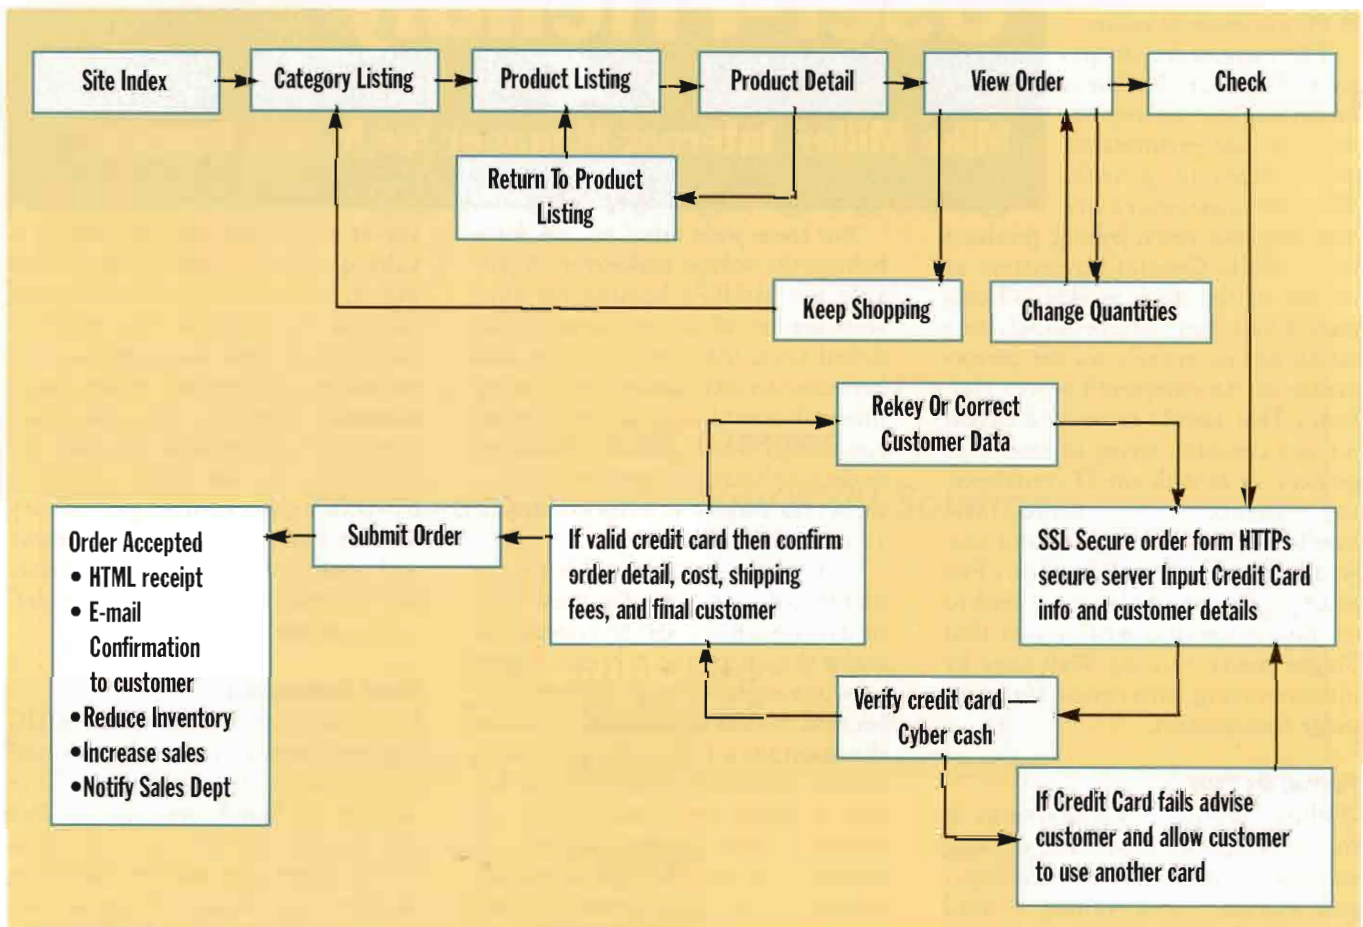 Site Index
Category Listing
Product Listing
Product Detail
View Order
Check
Return To Product
Listing
Keep Shopping
Change Quantities
Rekey Or Correct
Customer Data
Order Accepted
• HTML receipt
• E-mail
Confirmation
to customer
•Reduce Inventory
•Increase sales
•Notify Sales Dept
Submit Order
If valid credit card then confirm
order detail, cost, shipping
fees, and final customer
SSL Secure order form HTTPs
secure server Input Credit Card
info and customer details
Verify credit card —
Cyber cash
If Credit Card fails advise
customer and allow customer
to use another card